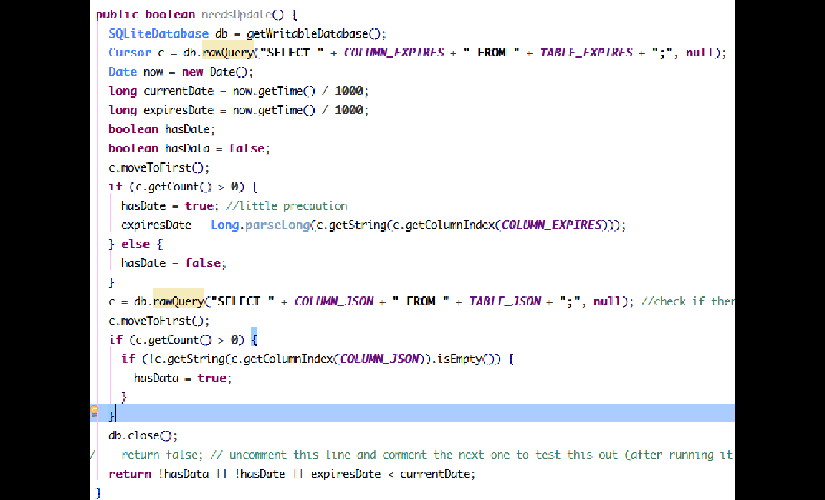 public boolean needsUpdate() {
SQLiteDatabase db = getWritableDatabase();
Cursor c = db.rawQuery("SELECT " + COLUMN_EXPIRES + " FROM " + TABLE_EXPIRES + ";", null);
Date now = new Date();
long currentDate = now.getTime() / 1000;
long expiresDate = now.getTime() / 1000;
boolean hasDate;
boolean hasData = false;
c.moveToFirst();
if (c.getCount() > 0) {
hasDate = true; //little precaution
expiresDate = Long.parseLong(c.getString(c.getColumnIndex(COLUMN_EXPIRES)));
} else {
hasDate = false;
}
c = db.rawQuery("SELECT " + COLUMN_JSON + " FROM " + TABLE_JSON + ";", null); //check if ther
c.moveToFirst();
if (c.getCount() > 0) {
if (!c.getString(c.getColumnIndex(COLUMN_JSON)).isEmpty()) {
hasData = true;
}
}
db.close();
/ return false; // uncomment this line and comment the next one to test this out (after running it
return !hasData || !hasDate || expiresDate < currentDate;
}